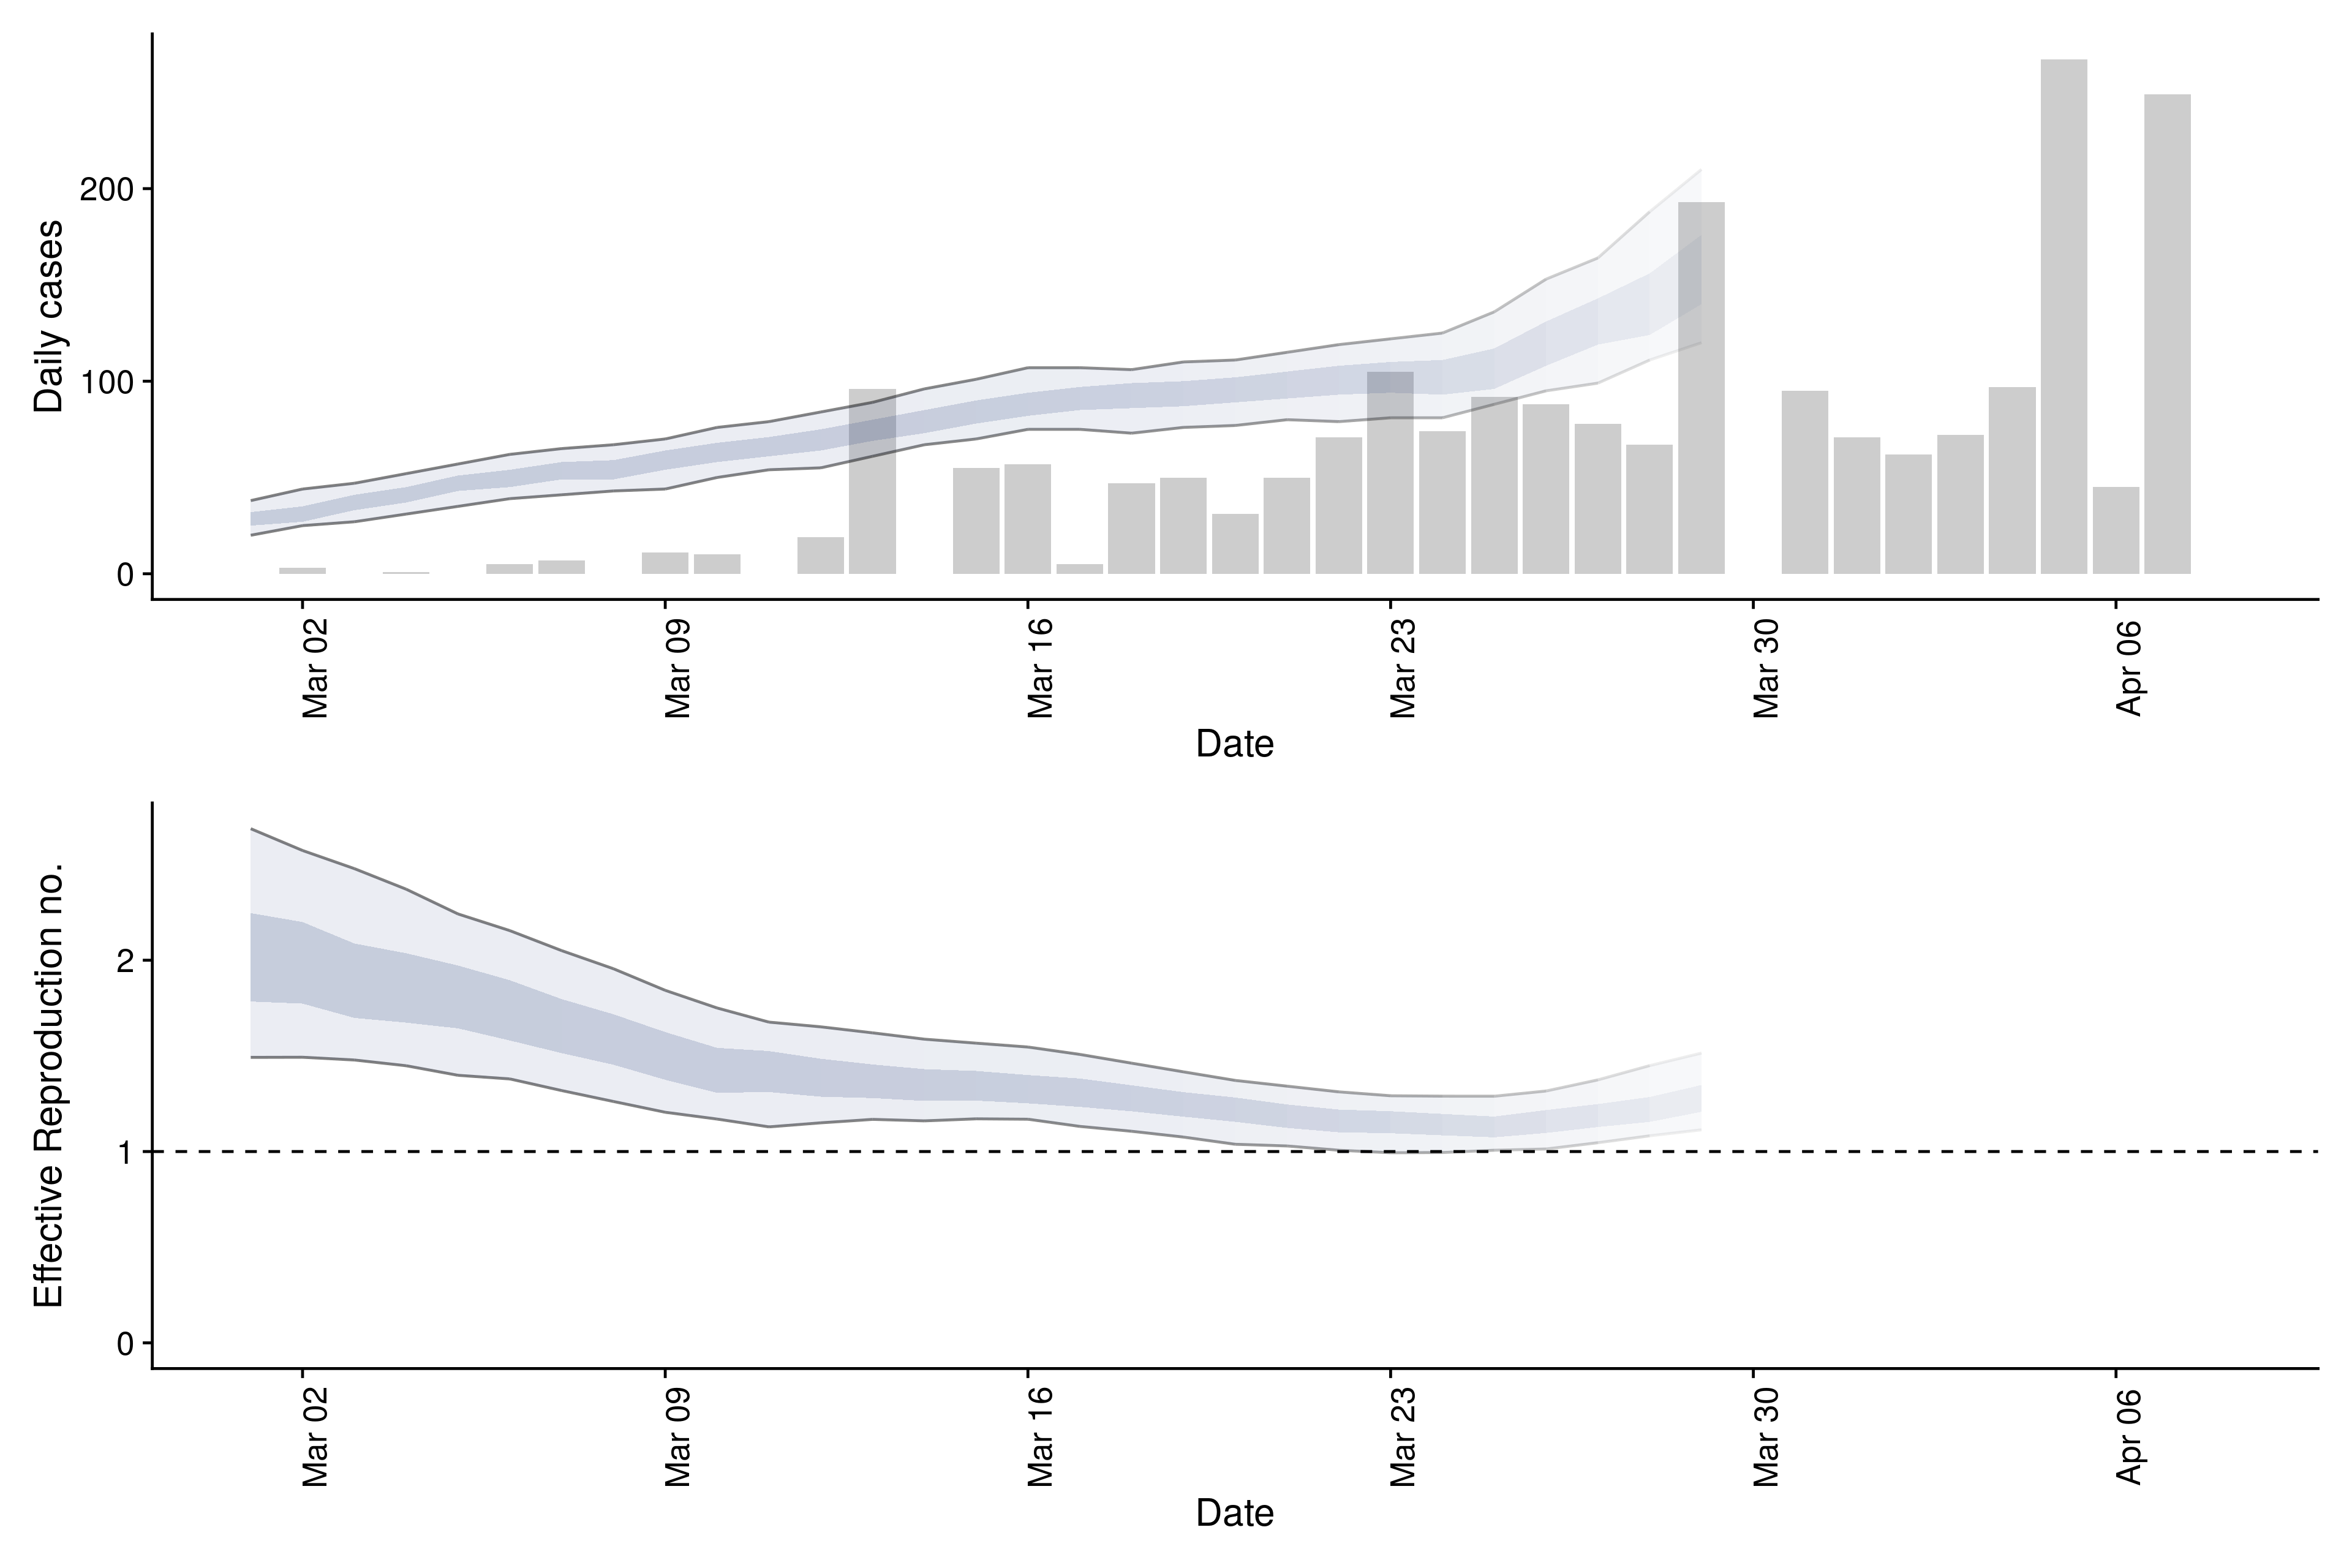 Daily cases
200
100
0
Mar 02
Mar 09
Mar 16
Mar 23
Mar 30
Apr 06
Date
Effective Reproduction no.
2
1
0
Mar 02
Mar 09
Mar 16
Mar 23
Mar 30
Apr 06
Date